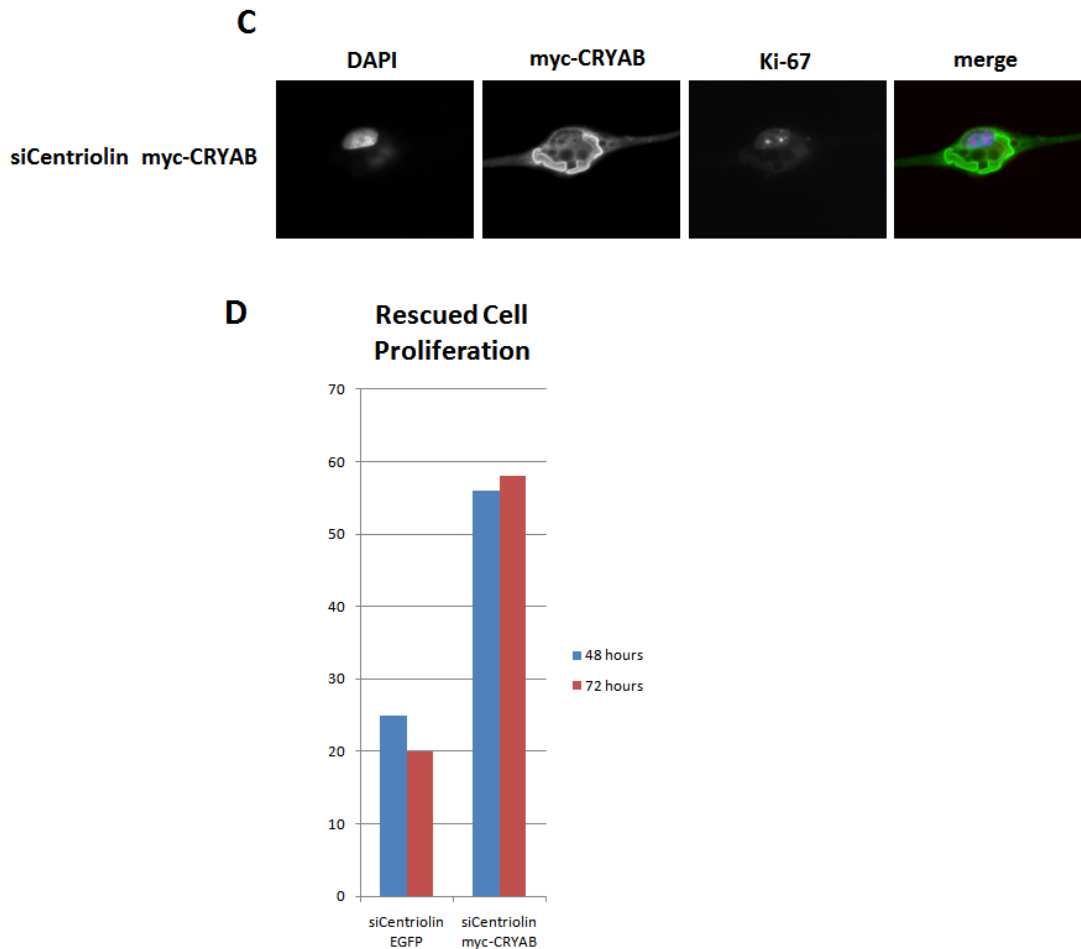 C
DAPI myc-CRYAB Ki-67 merge
siCentriolin myc-CRYAB
D
Rescued Cell
Proliferation
70
60
50
40
30
20
10
0
48 hours
72 hours
siCentriolin siCentriolin
EGFP myc-CRYAB